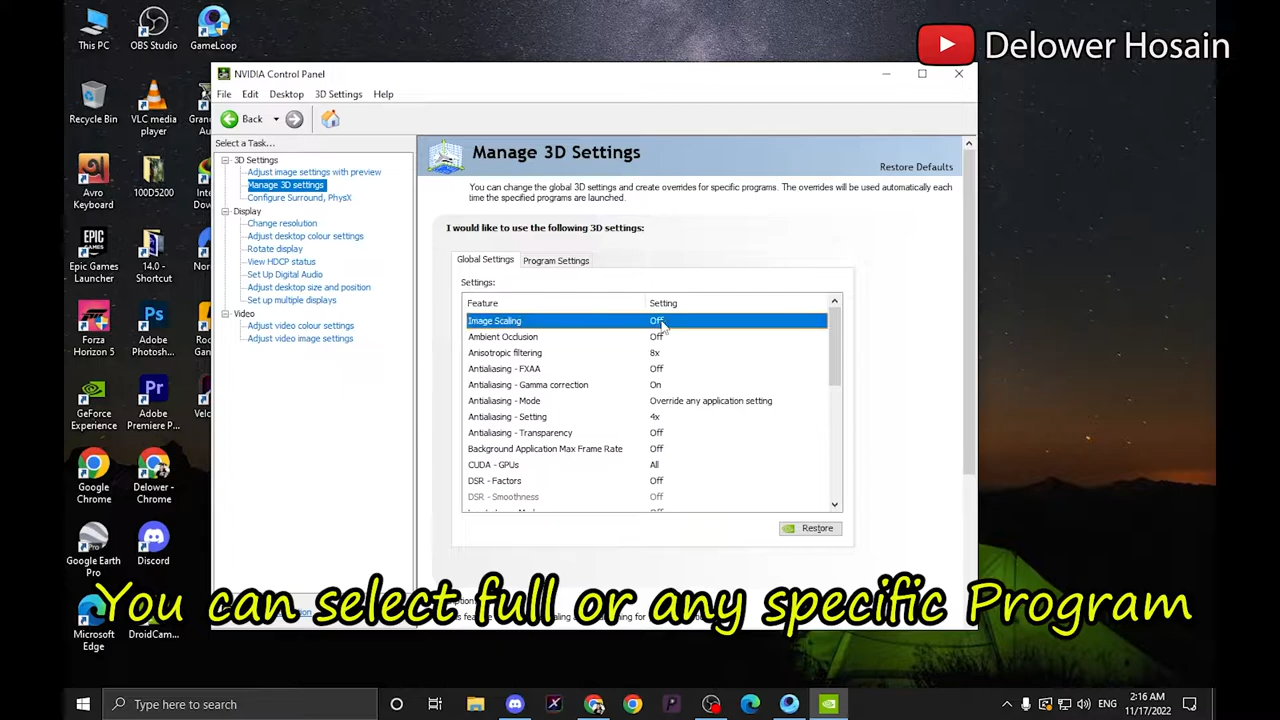 This PC
OBS Studio
GameLoop
Delower Hosain
NVIDIA Control Panel
File Edit Desktop 3D Settings Help
Back
Recycle Bin
VLC media
player
Select a Task...
3D Settings
Adjust image settings with preview
Manage 3D settings
Configure Surround, PhysX
Display
Change resolution
Adjust desktop colour settings
Rotate display
View HDCP status
Set Up Digital Audio
Adjust desktop size and position
Set up multiple displays
Video
Adjust video colour settings
Adjust video image settings
Manage 3D Settings
Restore Defaults
You can change the global 3D settings and create overrides for specific programs. The overrides will be used automatically each
time the specified programs are launched.
I would like to use the following 3D settings:
Global Settings
Program Settings
Settings:
Feature Setting
Image Scaling Off
Ambient Occlusion Off
Anisotropic filtering 8x
Antialiasing - FXAA Off
Antialiasing - Gamma correction On
Antialiasing - Mode Override any application setting
Antialiasing - Setting 4x
Antialiasing - Transparency Off
Background Application Max Frame Rate Off
CUDA - GPUs All
DSR - Factors Off
DSR - Smoothness Off
Restore
Avro
Keyboard
100D5200
Epic Games
Launcher
14.0 -
Shortcut
Forza
Horizon 5
Adobe
Photosh...
GeForce
Experience
Adobe
Premiere P...
Google
Chrome
Delower -
Chrome
Google Earth
Pro
Discord
Microsoft
Edge
DroidCam...
You can select full or any specific Program
Type here to search
ENG
2:16 AM
11/17/2022